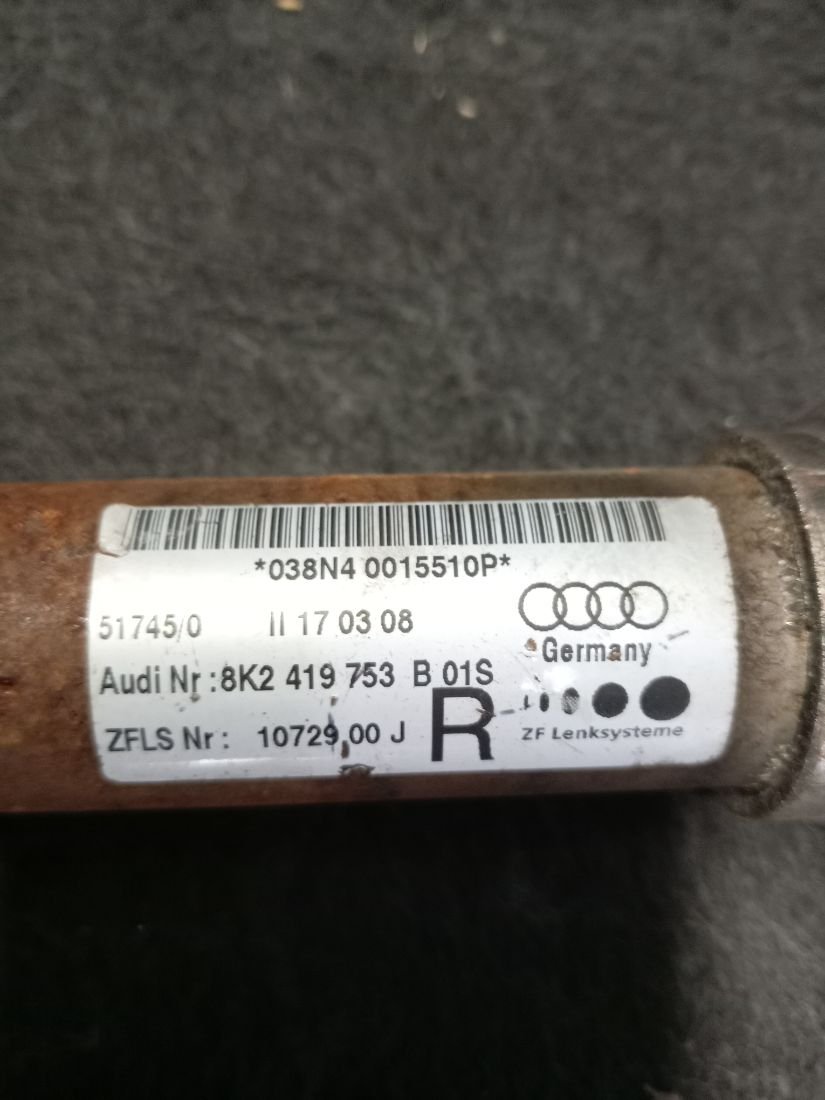 *038N4 0015510P*
51745/0 II 17 03 08
Germany
Audi Nr :8K2 419 753 B 01S
ZFLS Nr: 10729,00 J R
ZF Lenksysteme